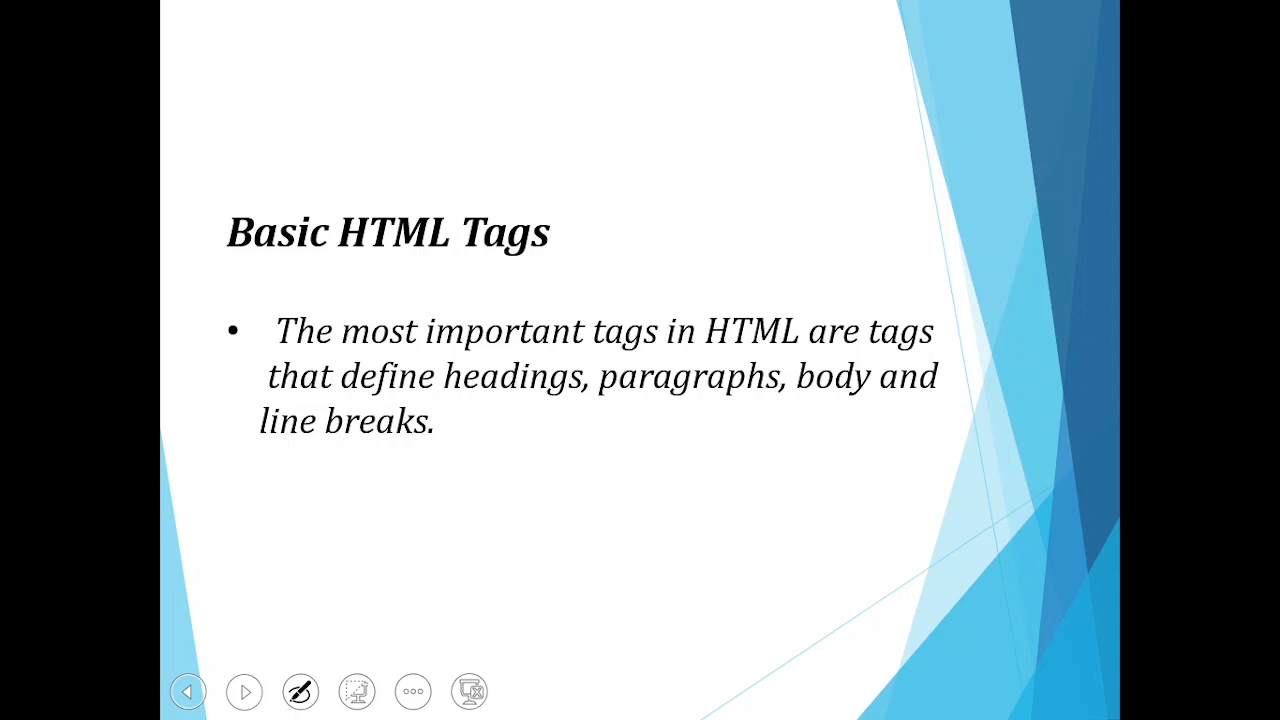 Basic HTML Tags
• The most important tags in HTML are tags
that define headings, paragraphs, body and
line breaks.